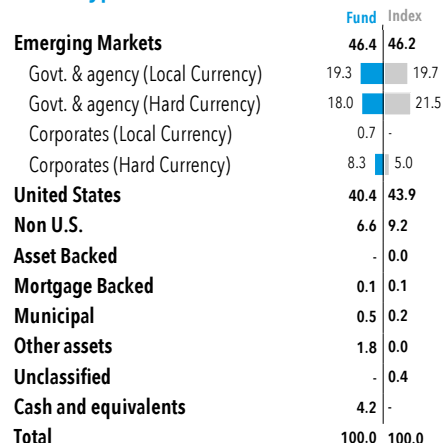 Fund Index
Emerging Markets 46.4 46.2
Govt. & agency (Local Currency) 19.3 19.7
Govt. & agency (Hard Currency) 18.0 21.5
Corporates (Local Currency) 0.7 -
Corporates (Hard Currency) 8.3 5.0
United States 40.4 43.9
Non U.S. 6.6 9.2
Asset Backed - 0.0
Mortgage Backed 0.1 0.1
Municipal 0.5 0.2
Other assets 1.8 0.0
Unclassified - 0.4
Cash and equivalents 4.2 -
Total 100.0 100.0